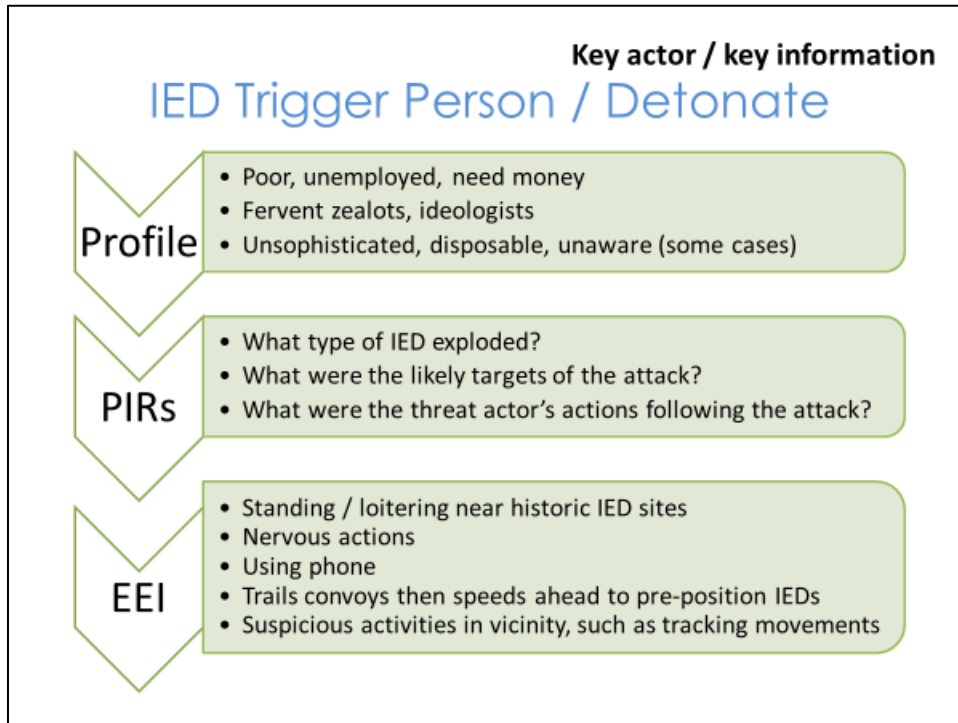 Key actor / key information
IED Trigger Person / Detonate
Profile
• Poor, unemployed, need money
• Fervent zealots, ideologists
• Unsophisticated, disposable, unaware (some cases)
PIRs
• What type of IED exploded?
• What were the likely targets of the attack?
• What were the threat actor's actions following the attack?
EEI
• Standing / loitering near historic IED sites
• Nervous actions
• Using phone
• Trails convoys then speeds ahead to pre-position IEDs
• Suspicious activities in vicinity, such as tracking movements